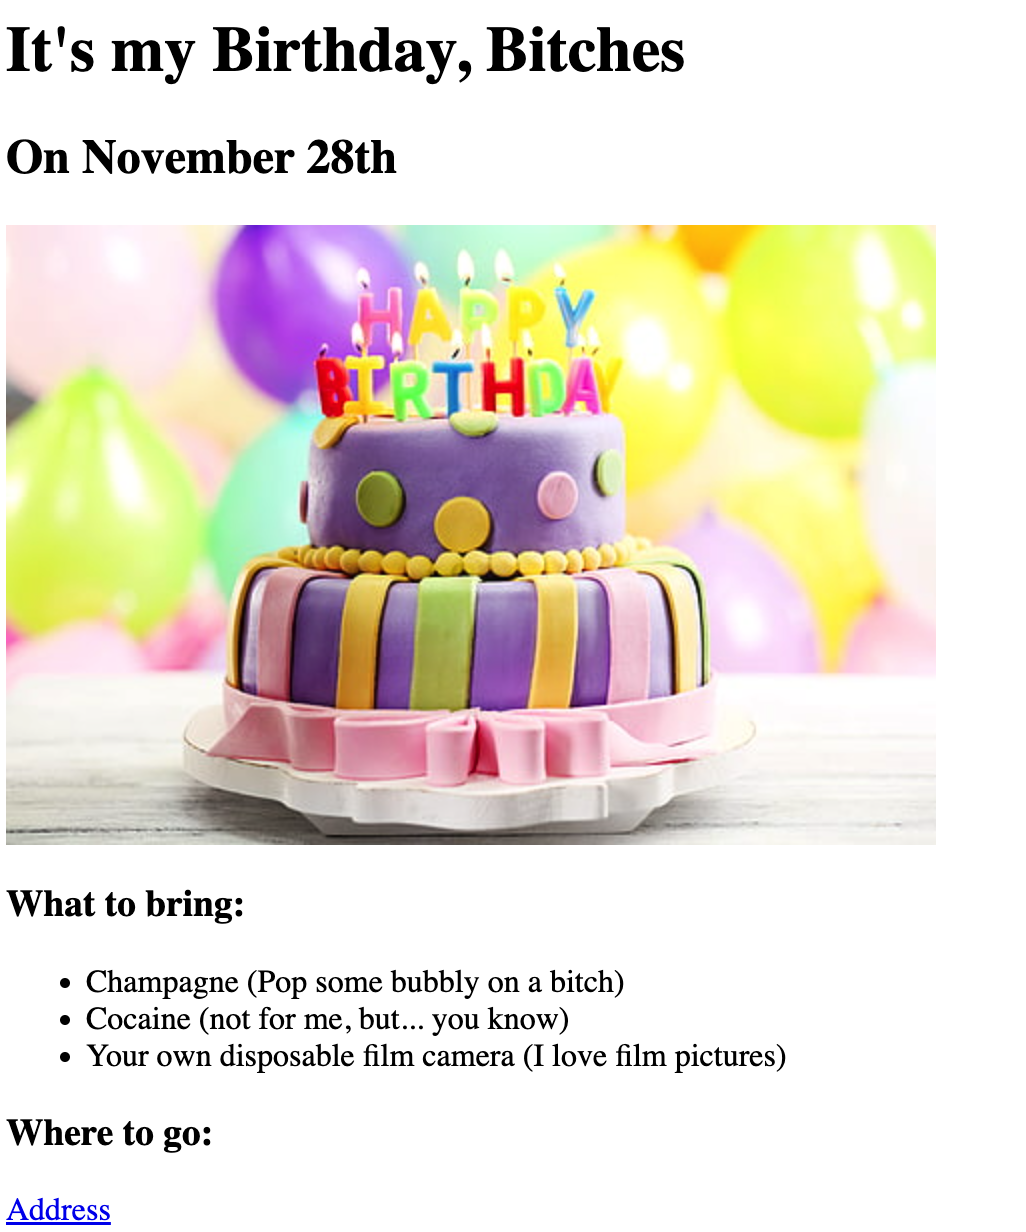 It's my Birthday, Bitches
On November 28th
HAPPY
BIRTHDAY
What to bring:
Champagne (Pop some bubbly on a bitch)
Cocaine (not for me, but... you know)
Your own disposable film camera (I love film pictures)
Where to go:
Address